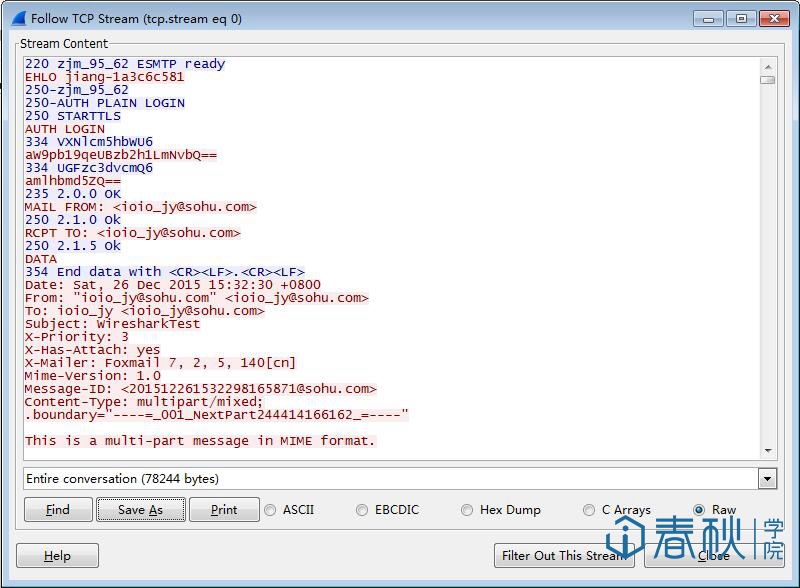 Follow TCP Stream (tcp.stream eq 0)
Stream Content
220 zjm_95_62 ESMTP ready
EHLO jiang-1a3c6c581
250-zjm_95_62
250-AUTH PLAIN LOGIN
250 STARTTLS
AUTH LOGIN
334 VXNlcm5hbWU6
aW9pb19qeUBzb2h1LmNvbQ==
334 UGFzc3dvcmQ6
amlhbmd5ZQ==
235 2.0.0 OK
MAIL FROM: <ioio_jy@sohu.com>
250 2.1.0 Ok
RCPT TO: <ioio_jy@sohu.com>
250 2.1.5 Ok
DATA
354 End data with <CR><LF>.<CR><LF>
Date: Sat, 26 Dec 2015 15:32:30 +0800
From: "ioio_jy@sohu.com" <ioio_jy@sohu.com>
To: ioio_jy <ioio_jy@sohu.com>
Subject: WiresharkTest
X-Priority: 3
X-Has-Attach: yes
X-Mailer: Foxmail 7, 2, 5, 140[cn]
Mime-Version: 1.0
Message-ID: <201512261532298165871@sohu.com>
Content-Type: multipart/mixed;
.boundary="----=_001_NextPart244414166162_=----"
This is a multi-part message in MIME format.
Entire conversation (78244 bytes)
Find Save As Print ASCII EBCDIC Hex Dump C Arrays Raw
Help Filter Out This Stream Close
春秋 学院